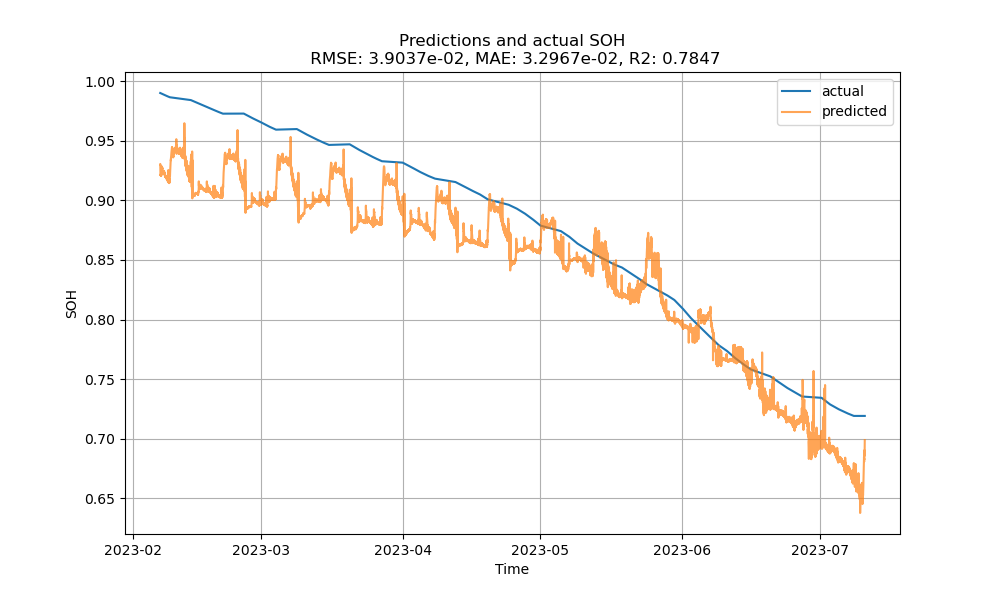 Predictions and actual SOH
RMSE: 3.9037e-02, MAE: 3.2967e-02, R2: 0.7847
actual
predicted
1.00
0.95
0.90
0.85
0.80
0.75
0.70
0.65
SOH
2023-02
2023-03
2023-04
2023-05
2023-06
2023-07
Time